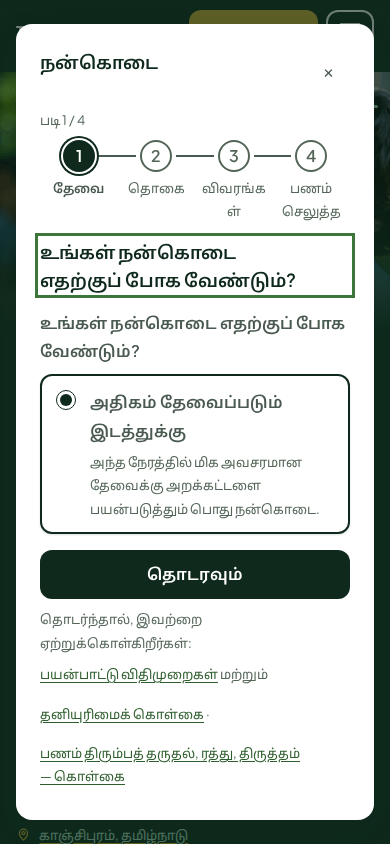 நன்கொடை
×
படி 1 / 4
1
2
3
4
தேவை
தொகை
விவரங்க
ள்
பணம்
செலுத்த
உங்கள் நன்கொடை
எதற்குப் போக வேண்டும்?
உங்கள் நன்கொடை எதற்குப் போக
வேண்டும்?
அதிகம் தேவைப்படும்
இடத்துக்கு
அந்த நேரத்தில் மிக அவசரமான
தேவைக்கு அறக்கட்டளை
பயன்படுத்தும் பொது நன்கொடை.
தொடரவும்
தொடர்ந்தால், இவற்றை
ஏற்றுக்கொள்கிறீர்கள்:
பயன்பாட்டு விதிமுறைகள் மற்றும்
தனியுரிமைக் கொள்கை ·
பணம் திரும்பத் தருதல், ரத்து, திருத்தம்
— கொள்கை
காஞ்சிபுரம், தமிழ்நாடு